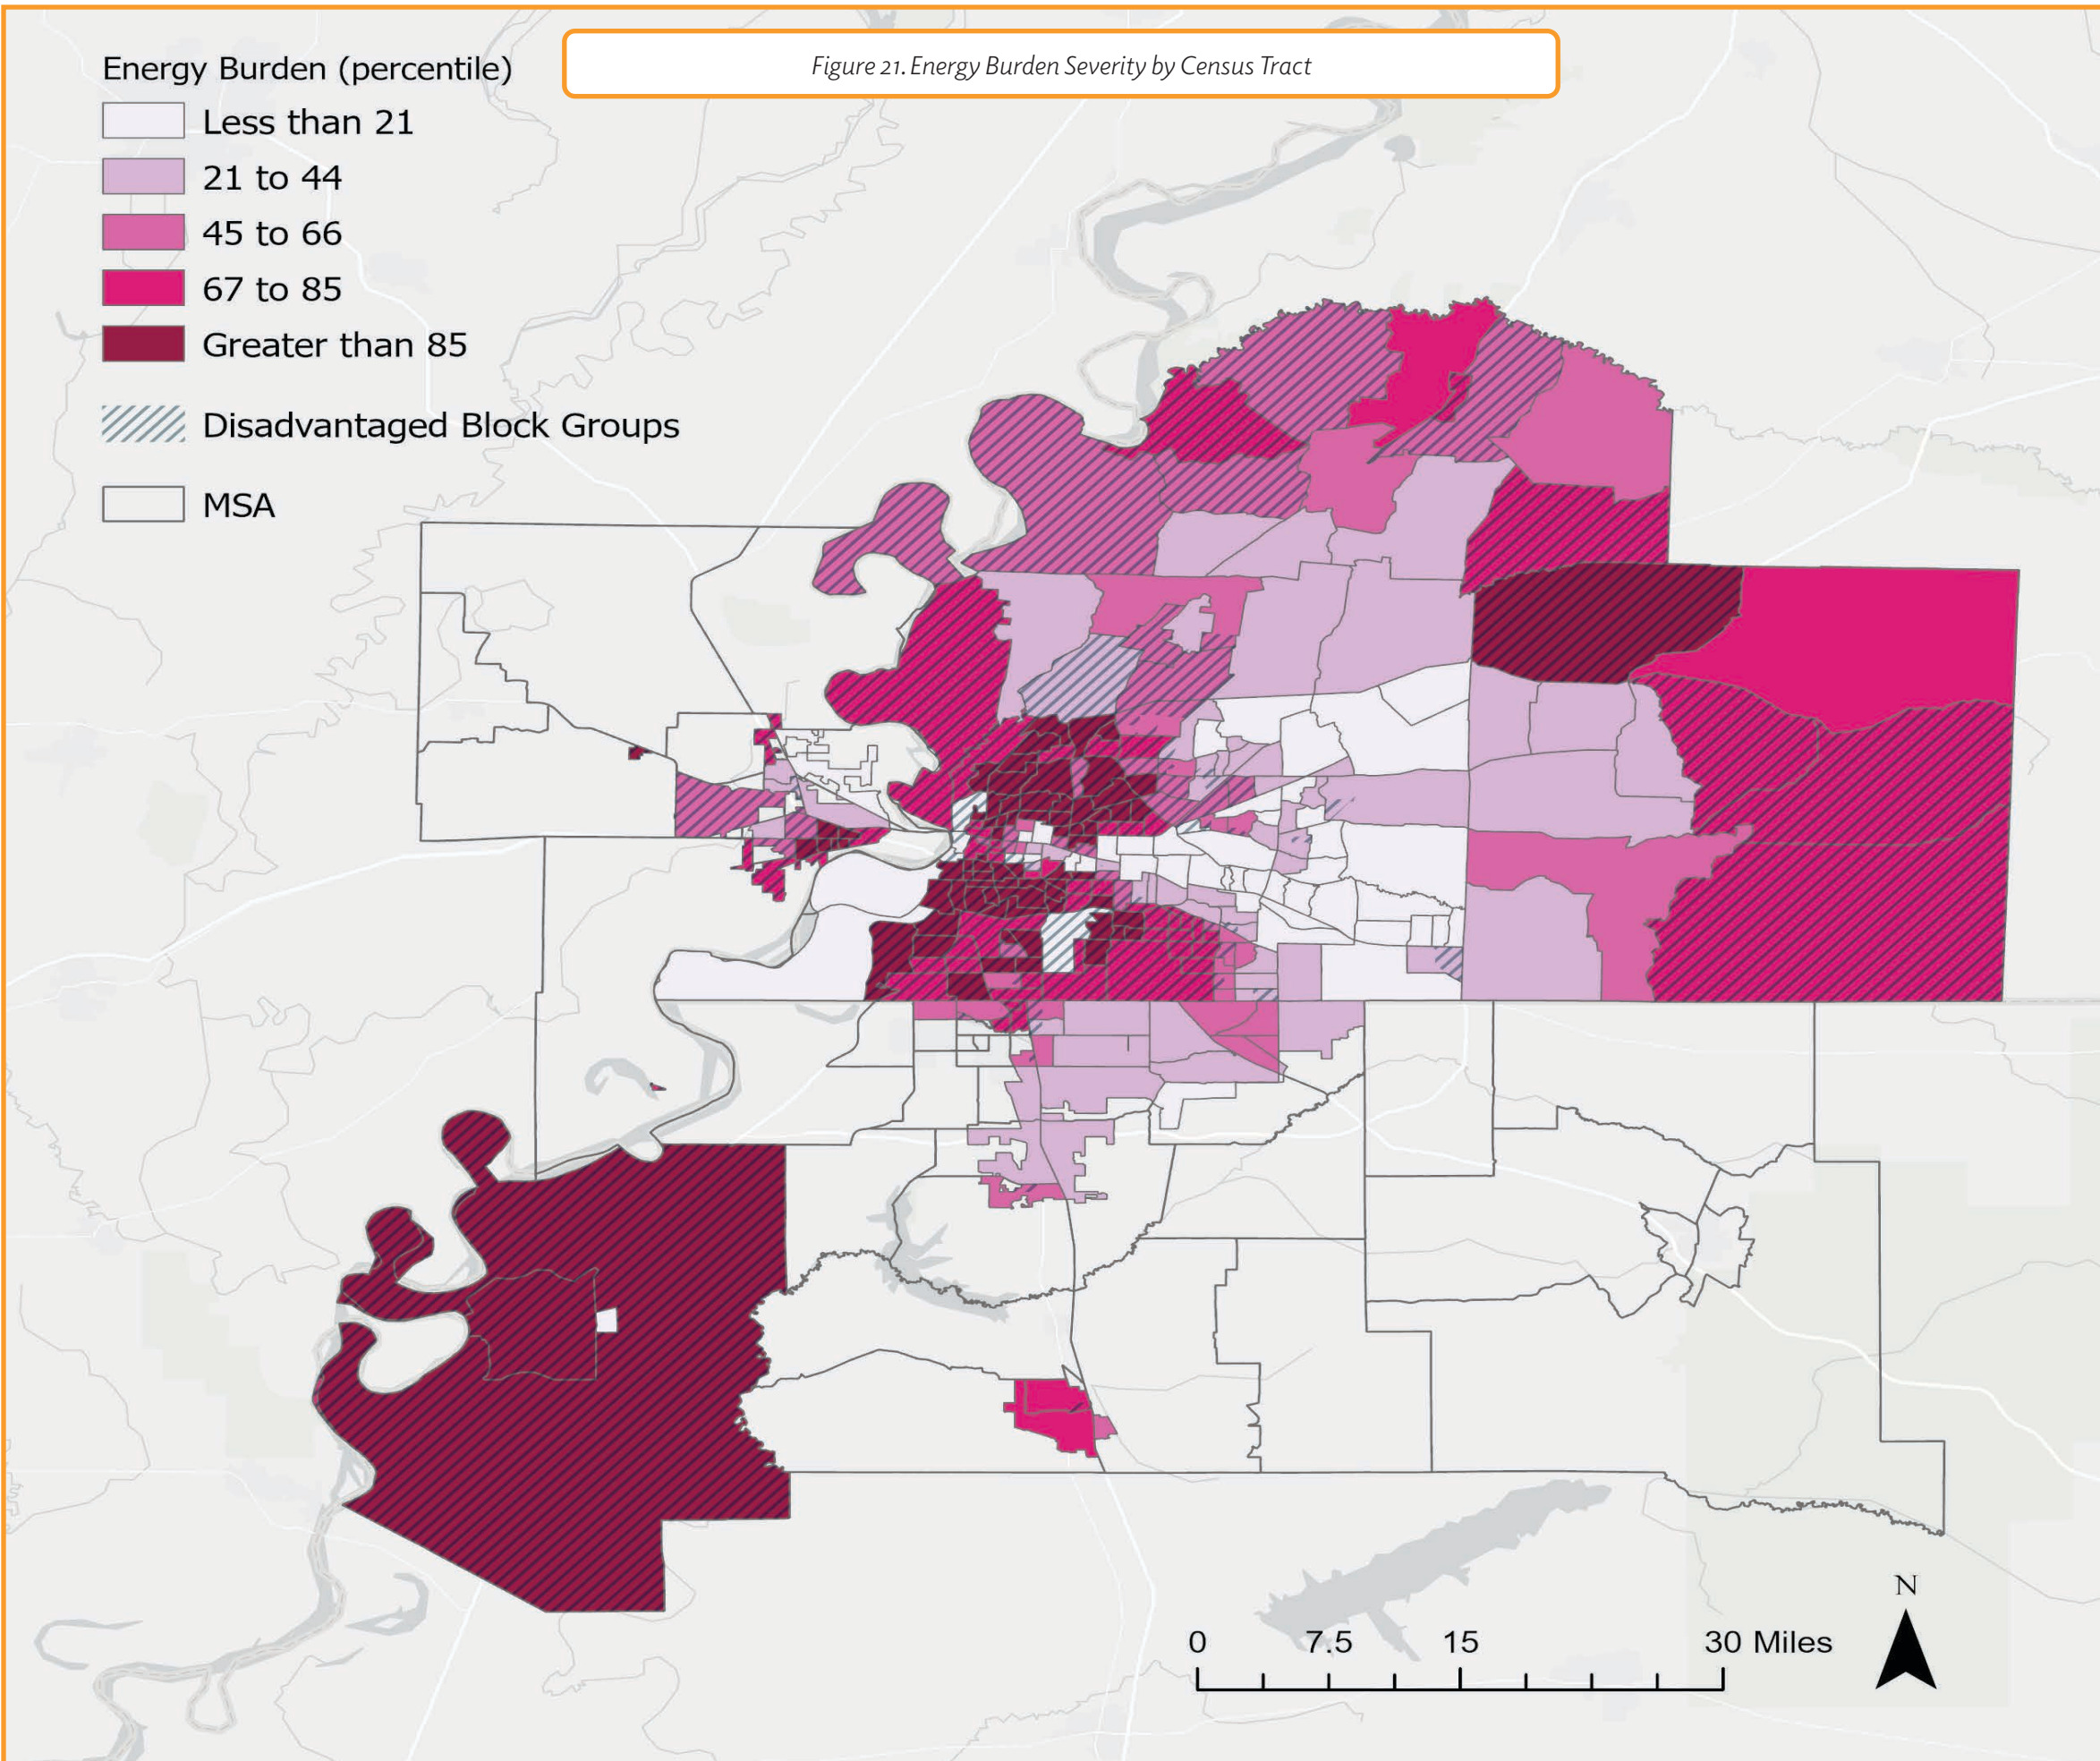 Figure 21. Energy Burden Severity by Census Tract
Energy Burden (percentile)
Less than 21
21 to 44
45 to 66
67 to 85
Greater than 85
Disadvantaged Block Groups
MSA
N
0 7.5 15 30 Miles